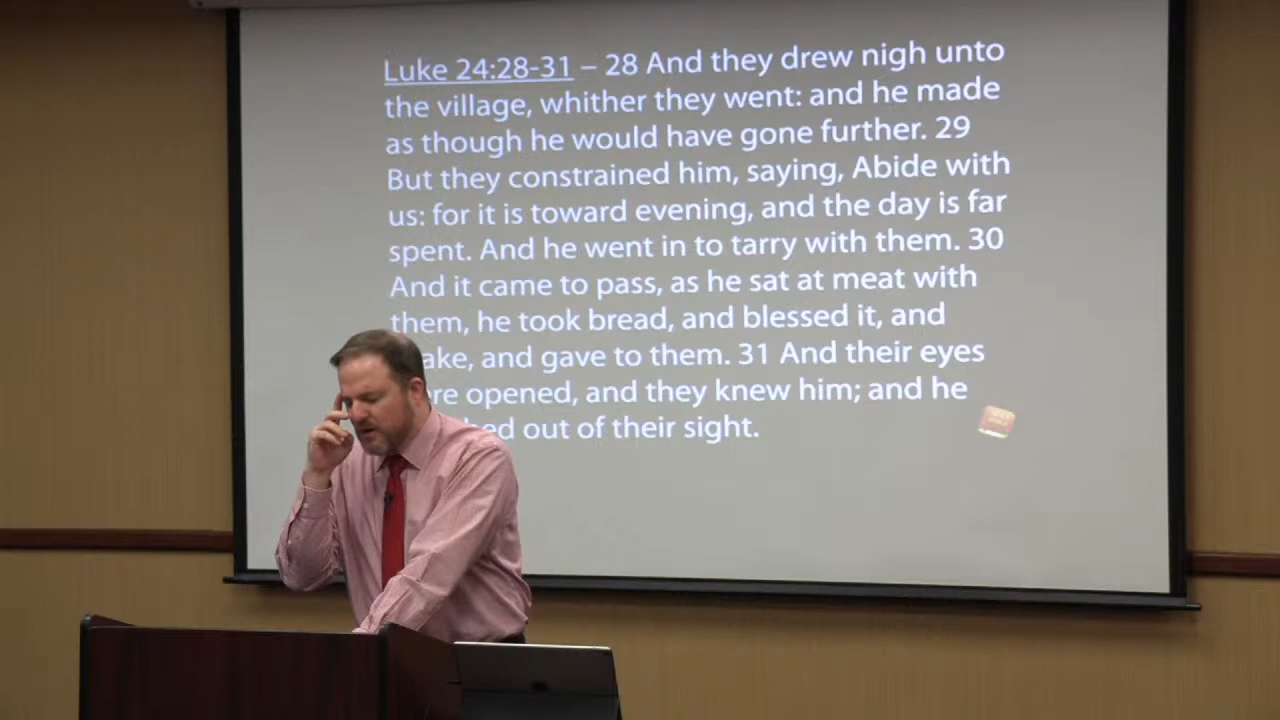 Luke 24:28-31 – 28 And they drew nigh unto
the village, whither they went: and he made
as though he would have gone further. 29
But they constrained him, saying, Abide with
us: for it is toward evening, and the day is far
spent. And he went in to tarry with them. 30
And it came to pass, as he sat at meat with
them, he took bread, and blessed it, and
ake, and gave to them. 31 And their eyes
re opened, and they knew him; and he
ed out of their sight.